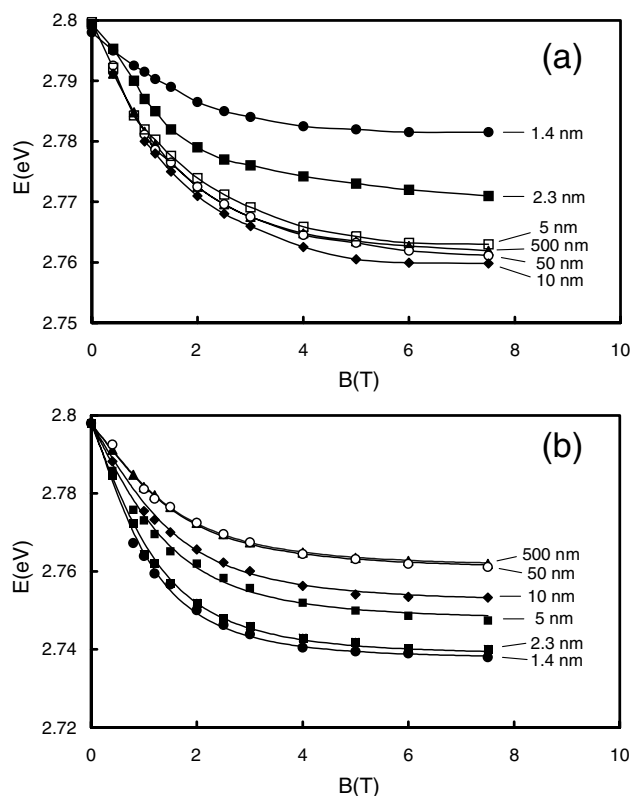 2.8
(a)
2.79
2.78
1.4 nm
E(eV)
2.77
2.3 nm
5 nm
500 nm
2.76
50 nm
10 nm
2.75
0 2 4 6 8 10
B(T)
2.8
(b)
2.78
E(eV)
2.76
500 nm
50 nm
10 nm
5 nm
2.74
2.3 nm
1.4 nm
2.72
0 2 4 6 8 10
B(T)